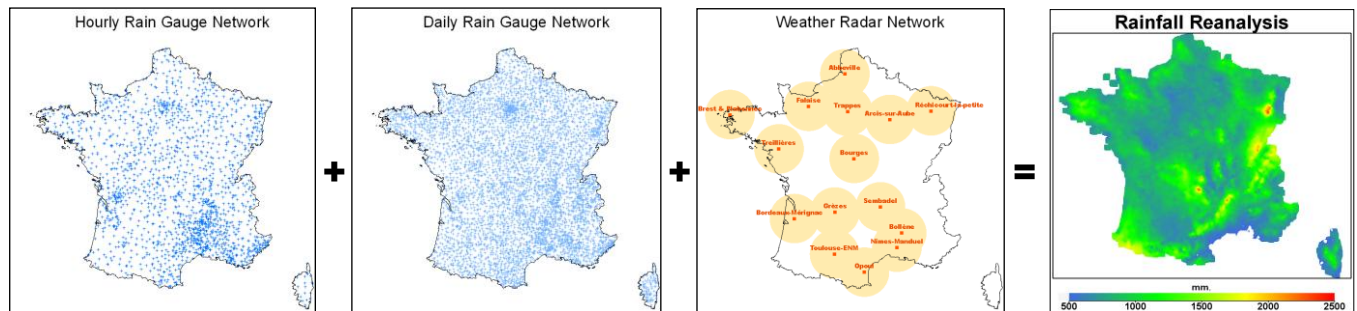 Hourly Rain Gauge Network
Daily Rain Gauge Network
Weather Radar Network
Rainfall Reanalysis
+
+
=
Abbeville
Falaise
Trappes
Arcis-sur-Aube
Réchicourt-la-petite
Brest &
Treillières
Bourges
Grèzes
Sembadel
Bordeaux-Mérignac
Bollène
Nimes-Manduel
Toulouse-ENM
Opoul
mm.
500 1000 1500 2000 2500